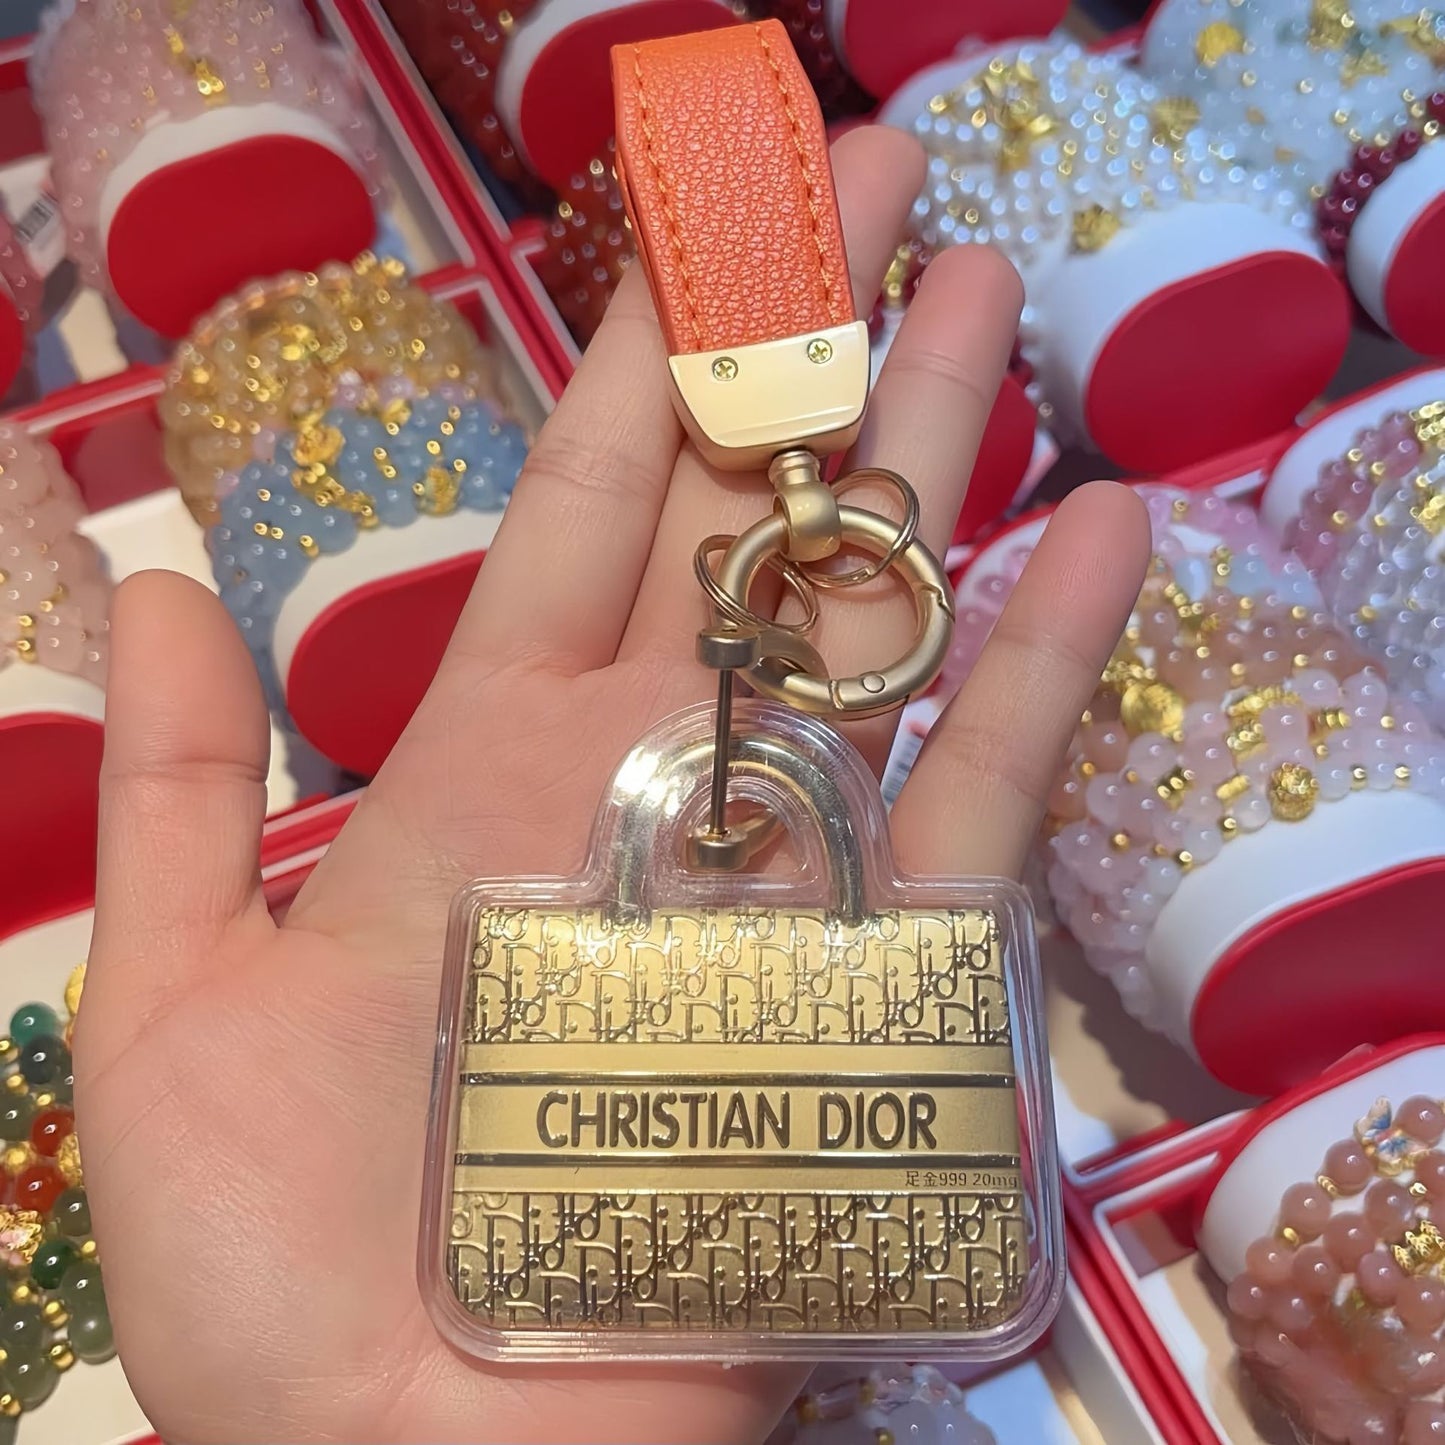 CHRISTIAN DIOR
足金999 20mg